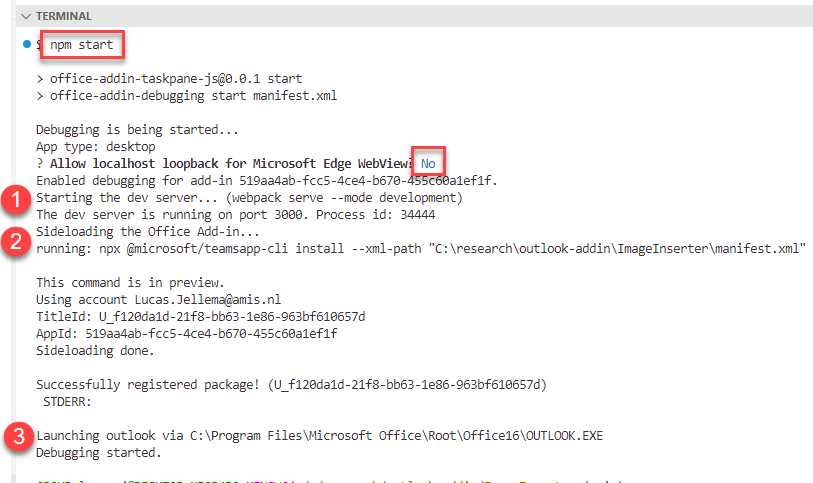 TERMINAL
$ npm start
> office-addin-taskpane-js@0.0.1 start
> office-addin-debugging start manifest.xml
Debugging is being started...
App type: desktop
? Allow localhost loopback for Microsoft Edge WebView? No
Enabled debugging for add-in 519aa4ab-fcc5-4ce4-b670-455c60a1ef1f.
1 Starting the dev server... (webpack serve --mode development)
The dev server is running on port 3000. Process id: 34444
Sideloading the Office Add-in...
2 running: npx @microsoft/teamsapp-cli install --xml-path "C:\research\outlook-addin\ImageInserter\manifest.xml"
This command is in preview.
Using account Lucas.Jellema@amis.nl
TitleId: U_f120da1d-21f8-bb63-1e86-963bf610657d
AppId: 519aa4ab-fcc5-4ce4-b670-455c60a1ef1f
Sideloading done.
Successfully registered package! (U_f120da1d-21f8-bb63-1e86-963bf610657d)
STDERR:
3 Launching outlook via C:\Program Files\Microsoft Office\Root\Office16\OUTLOOK.EXE
Debugging started.